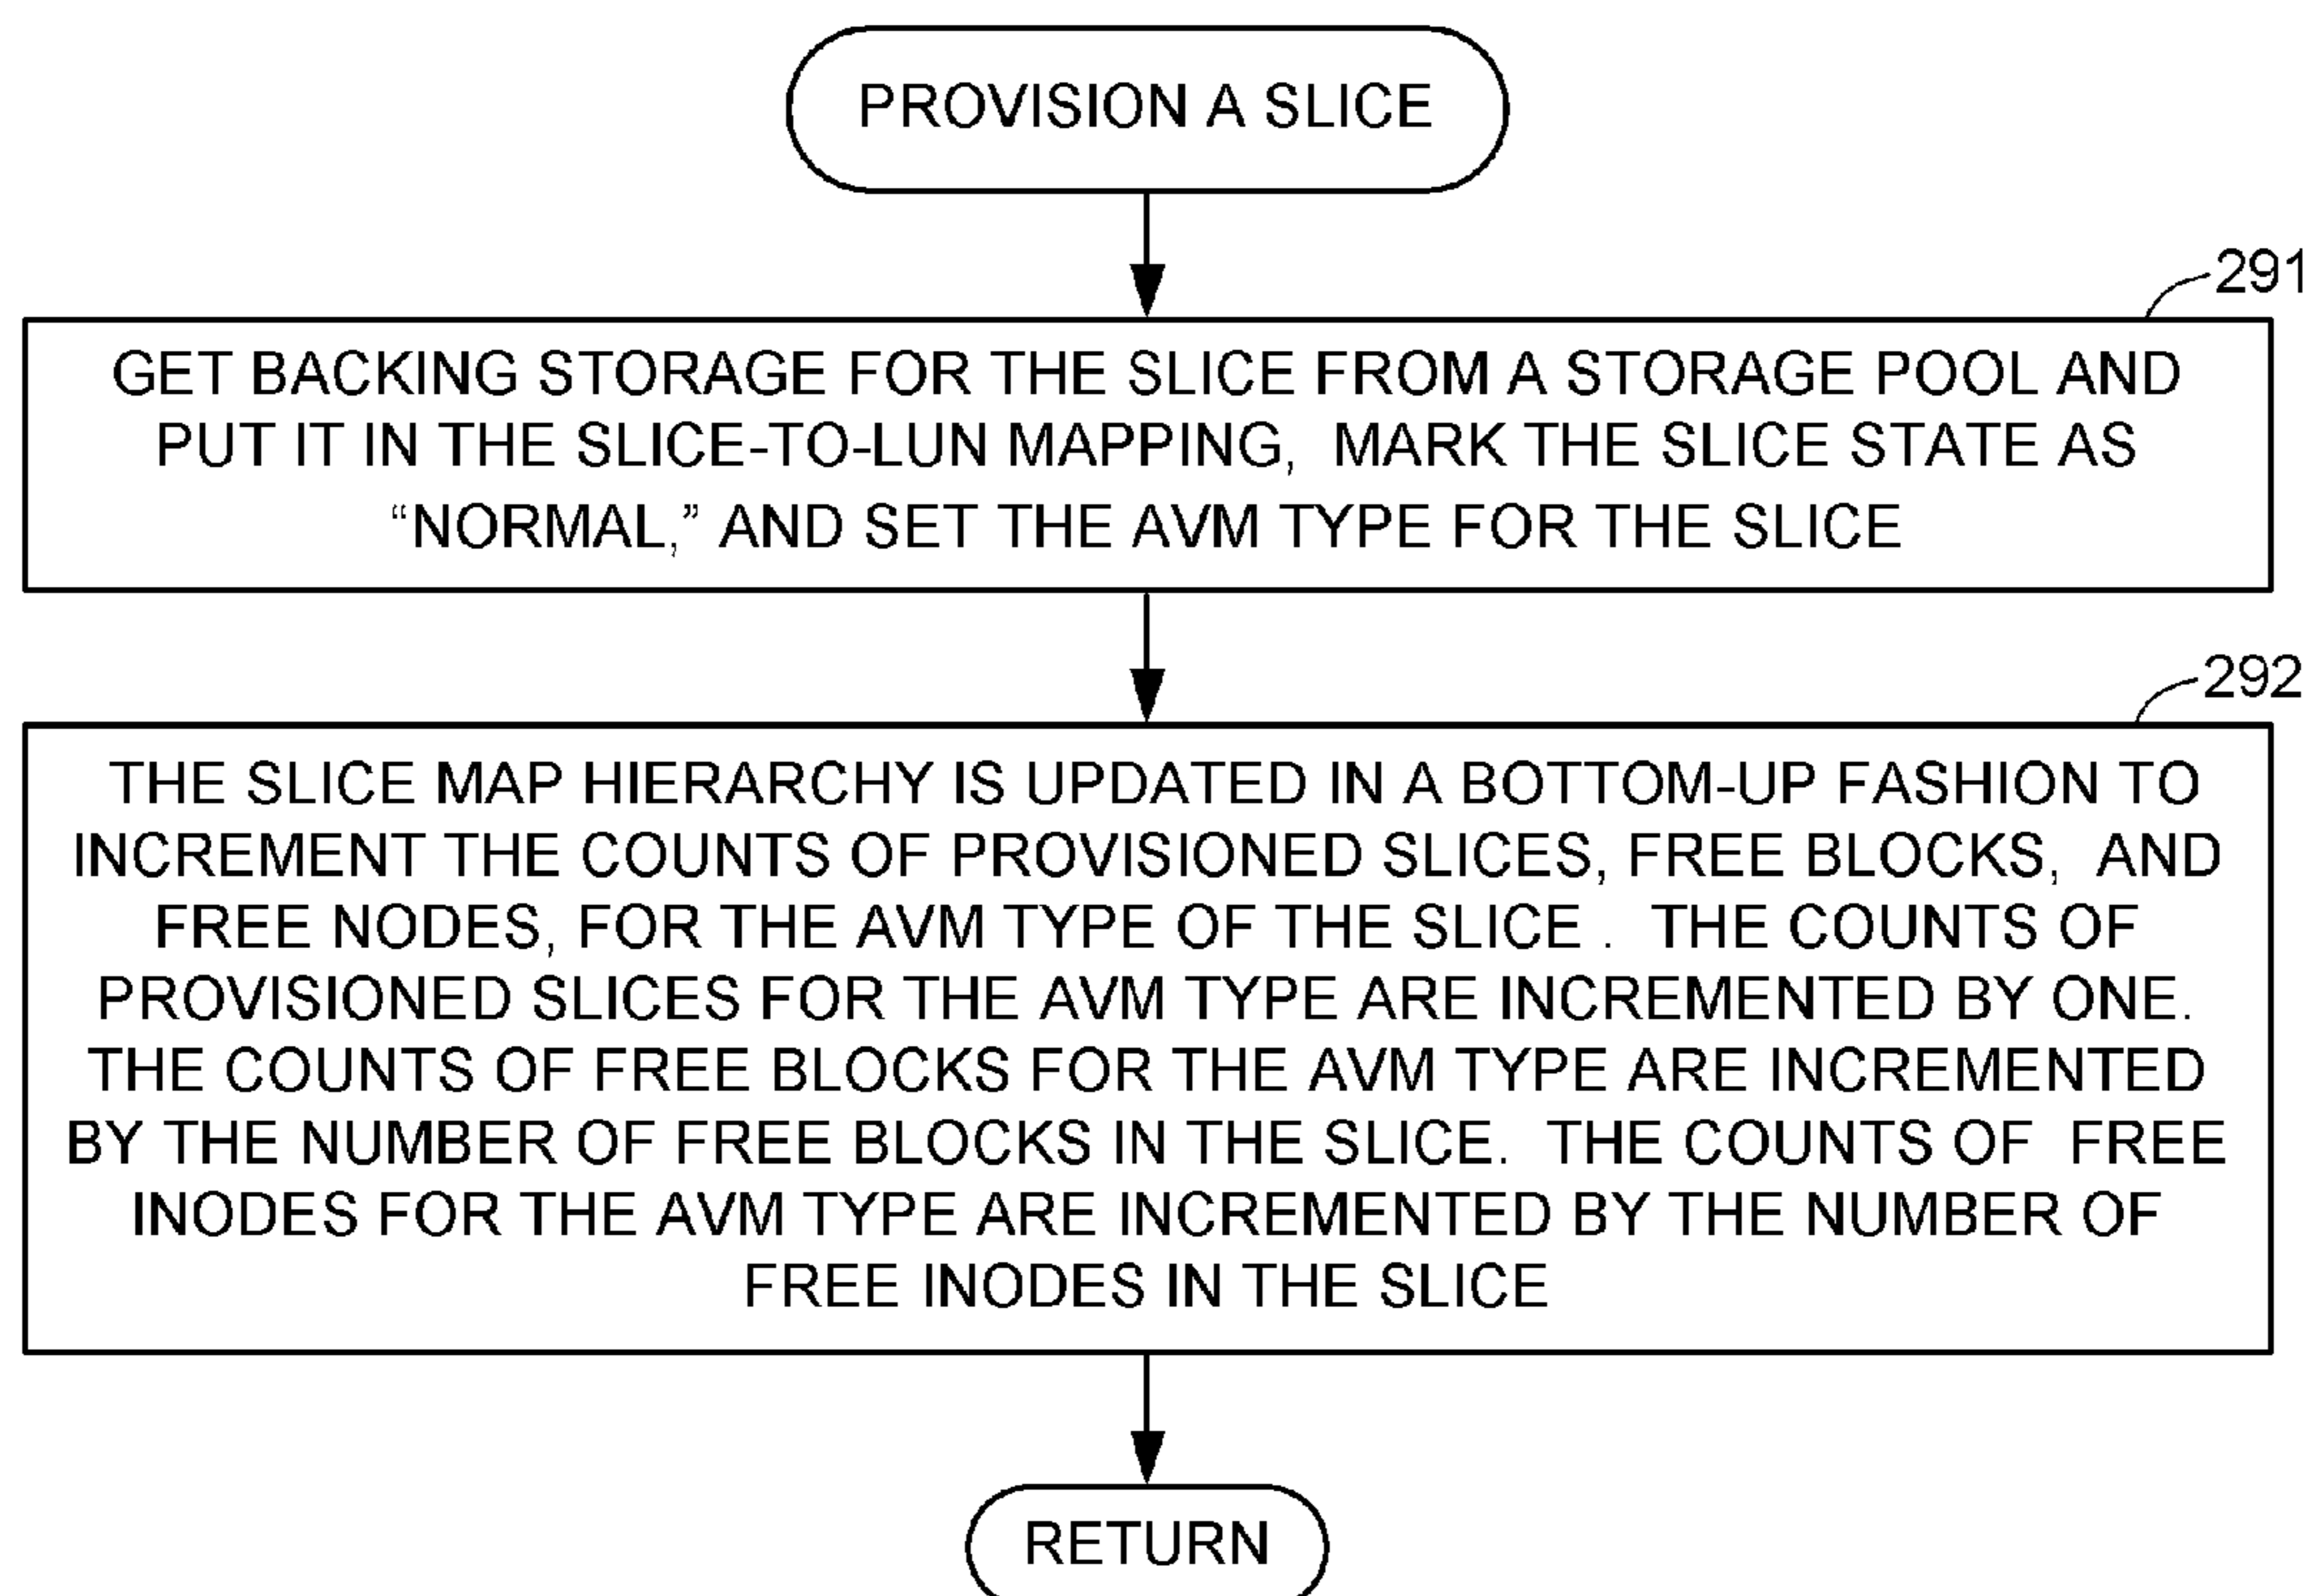 PROVISION A SLICE
291
GET BACKING STORAGE FOR THE SLICE FROM A STORAGE POOL AND
PUT IT IN THE SLICE-TO-LUN MAPPING, MARK THE SLICE STATE AS
“NORMAL,” AND SET THE AVM TYPE FOR THE SLICE
292
THE SLICE MAP HIERARCHY IS UPDATED IN A BOTTOM-UP FASHION TO
INCREMENT THE COUNTS OF PROVISIONED SLICES, FREE BLOCKS, AND
FREE NODES, FOR THE AVM TYPE OF THE SLICE . THE COUNTS OF
PROVISIONED SLICES FOR THE AVM TYPE ARE INCREMENTED BY ONE.
THE COUNTS OF FREE BLOCKS FOR THE AVM TYPE ARE INCREMENTED
BY THE NUMBER OF FREE BLOCKS IN THE SLICE. THE COUNTS OF FREE
INODES FOR THE AVM TYPE ARE INCREMENTED BY THE NUMBER OF
FREE INODES IN THE SLICE
RETURN